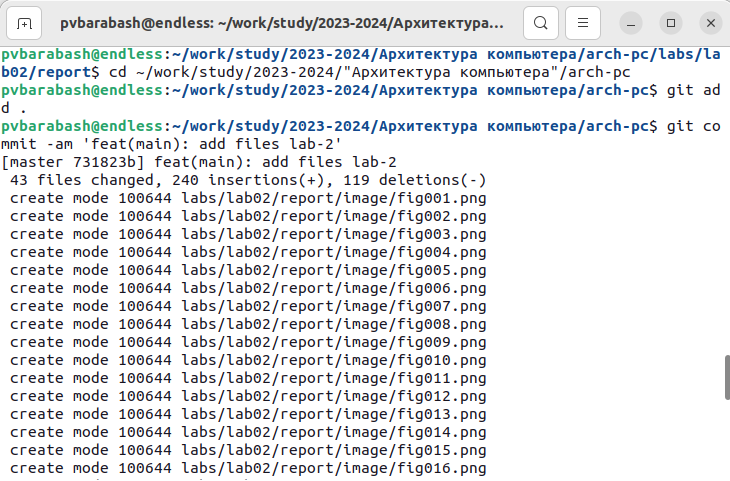 pvbarabash@endless: ~/work/study/2023-2024/Архитектура...
pvbarabash@endless:~/work/study/2023-2024/Архитектура компьютера/arch-pc/labs/la
b02/report$ cd ~/work/study/2023-2024/"Архитектура компьютера"/arch-pc
pvbarabash@endless:~/work/study/2023-2024/Архитектура компьютера/arch-pc$ git ad
d .
pvbarabash@endless:~/work/study/2023-2024/Архитектура компьютера/arch-pc$ git co
mmit -am 'feat(main): add files lab-2'
[master 731823b] feat(main): add files lab-2
 43 files changed, 240 insertions(+), 119 deletions(-)
 create mode 100644 labs/lab02/report/image/fig001.png
 create mode 100644 labs/lab02/report/image/fig002.png
 create mode 100644 labs/lab02/report/image/fig003.png
 create mode 100644 labs/lab02/report/image/fig004.png
 create mode 100644 labs/lab02/report/image/fig005.png
 create mode 100644 labs/lab02/report/image/fig006.png
 create mode 100644 labs/lab02/report/image/fig007.png
 create mode 100644 labs/lab02/report/image/fig008.png
 create mode 100644 labs/lab02/report/image/fig009.png
 create mode 100644 labs/lab02/report/image/fig010.png
 create mode 100644 labs/lab02/report/image/fig011.png
 create mode 100644 labs/lab02/report/image/fig012.png
 create mode 100644 labs/lab02/report/image/fig013.png
 create mode 100644 labs/lab02/report/image/fig014.png
 create mode 100644 labs/lab02/report/image/fig015.png
 create mode 100644 labs/lab02/report/image/fig016.png